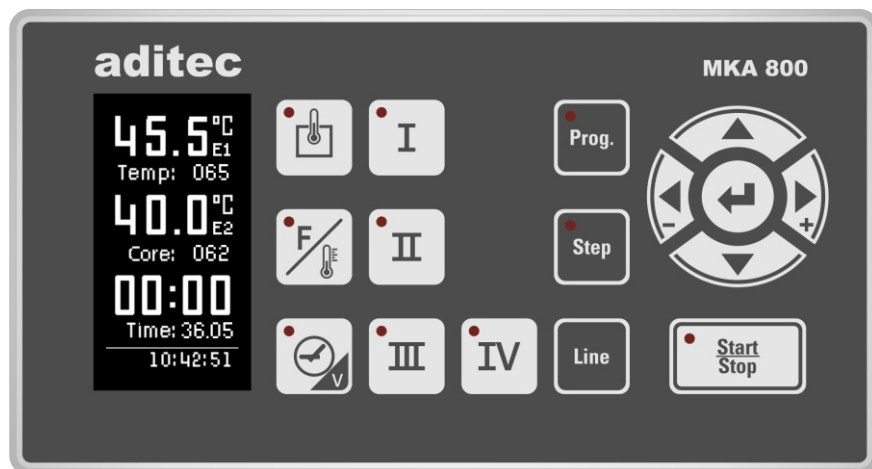 aditec
MKA 800
45.5°C
E1
Temp: 065
40.0°C
E2
Core: 062
00:00
Time: 36.05
10:42:51
I
Prog.
F
II
Step
- +
V
III
IV
Line
Start
Stop